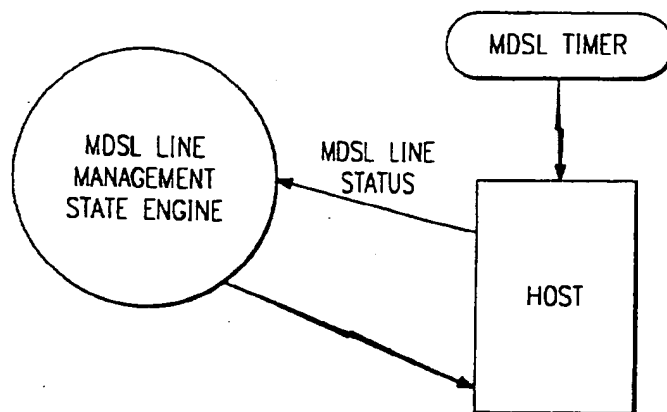 MDSL TIMER
MDSL LINE
MANAGEMENT
STATE ENGINE
MDSL LINE
STATUS
HOST